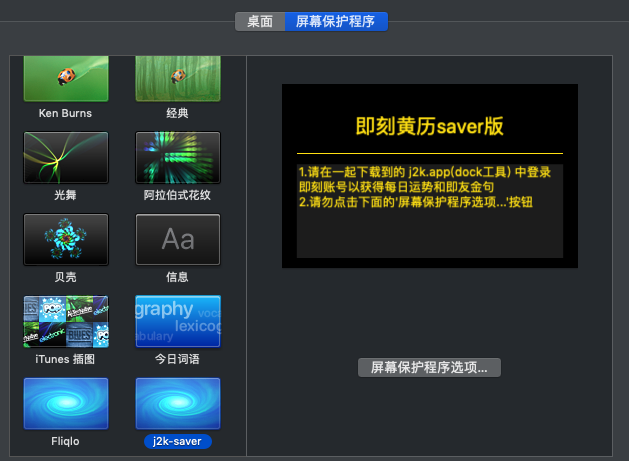 桌面 屏幕保护程序
Ken Burns 经典
光舞 阿拉伯式花纹
Aa
贝壳 信息
POP
BLUES
electronic
graphy
lexicog
abulary
iTunes 插图 今日词语
Fliqlo j2k-saver
即刻黄历saver版
1.请在一起下载到的 j2k.app(dock工具) 中登录
即刻账号以获得每日运势和即友金句
2.请勿点击下面的'屏幕保护程序选项...'按钮
屏幕保护程序选项...